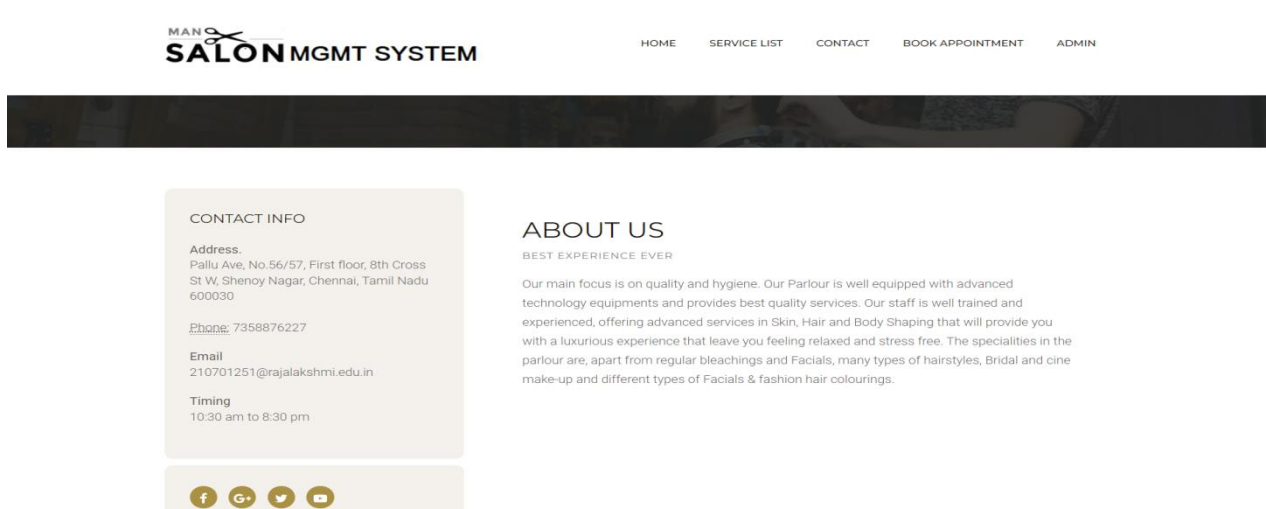 MAN
SALON MGMT SYSTEM
HOME SERVICE LIST CONTACT BOOK APPOINTMENT ADMIN
CONTACT INFO
Address.
Pallu Ave, No.56/57, First floor, 8th Cross
St W, Shenoy Nagar, Chennai, Tamil Nadu
600030
Phone: 7358876227
Email
210701251@rajalakshmi.edu.in
Timing
10:30 am to 8:30 pm
ABOUT US
BEST EXPERIENCE EVER
Our main focus is on quality and hygiene. Our Parlour is well equipped with advanced
technology equipments and provides best quality services. Our staff is well trained and
experienced, offering advanced services in Skin, Hair and Body Shaping that will provide you
with a luxurious experience that leave you feeling relaxed and stress free. The specialities in the
parlour are, apart from regular bleachings and Facials, many types of hairstyles, Bridal and cine
make-up and different types of Facials & fashion hair colourings.